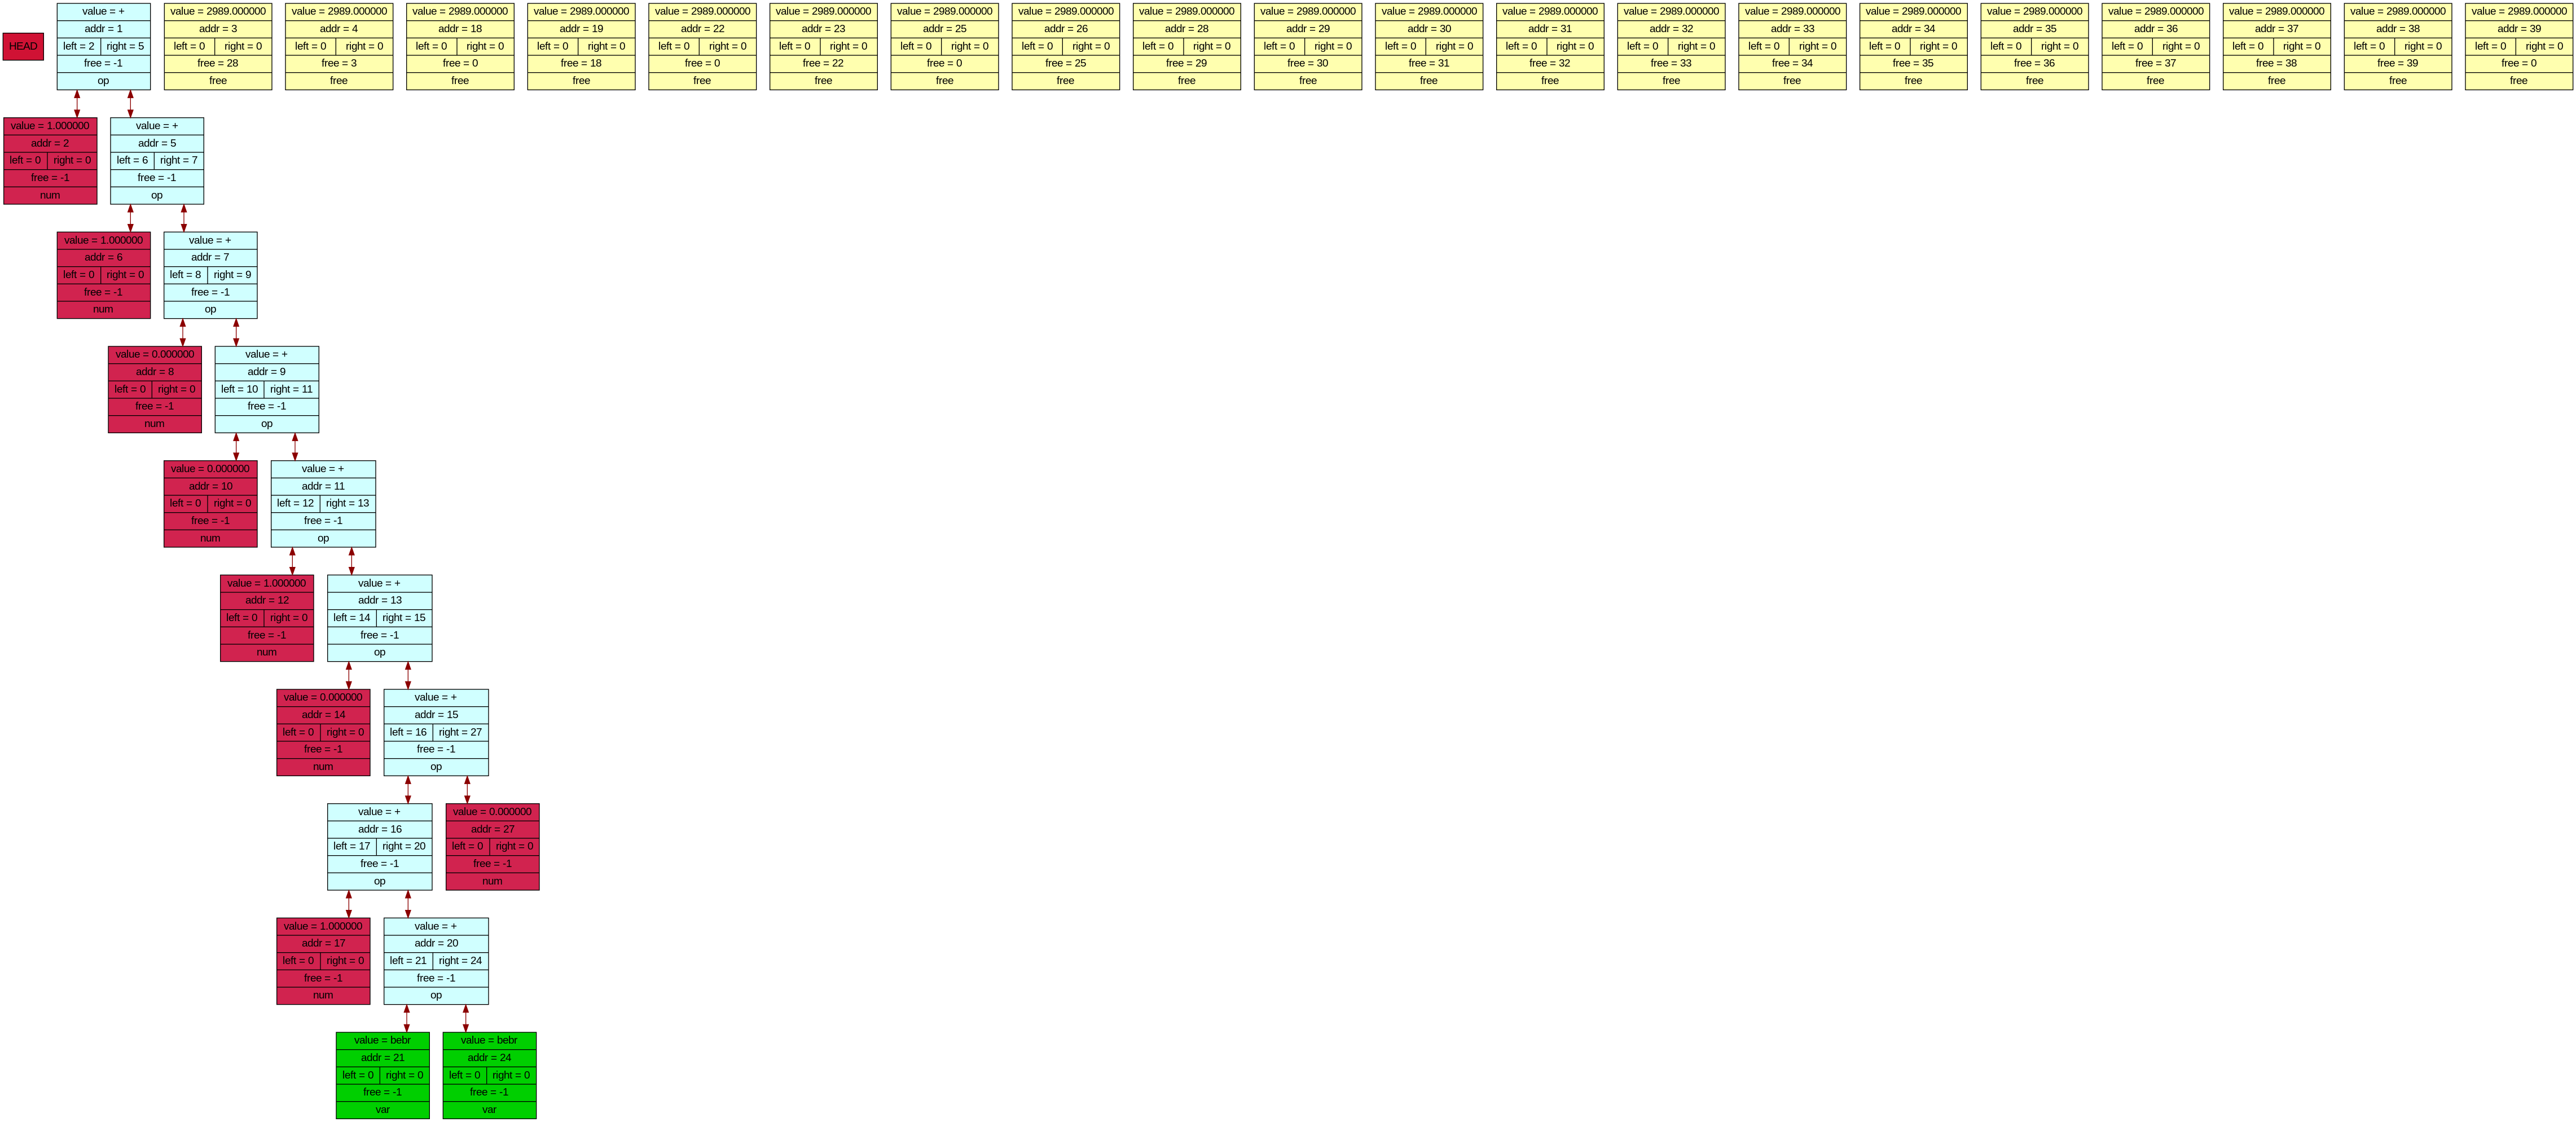 HEAD
value = +
addr = 1
left = 2 right = 5
free = -1
op
value = 2989.000000
addr = 3
left = 0 right = 0
free = 28
free
value = 2989.000000
addr = 4
left = 0 right = 0
free = 3
free
value = 2989.000000
addr = 18
left = 0 right = 0
free = 0
free
value = 2989.000000
addr = 19
left = 0 right = 0
free = 18
free
value = 2989.000000
addr = 22
left = 0 right = 0
free = 0
free
value = 2989.000000
addr = 23
left = 0 right = 0
free = 22
free
value = 2989.000000
addr = 25
left = 0 right = 0
free = 0
free
value = 2989.000000
addr = 26
left = 0 right = 0
free = 25
free
value = 2989.000000
addr = 28
left = 0 right = 0
free = 29
free
value = 2989.000000
addr = 29
left = 0 right = 0
free = 30
free
value = 2989.000000
addr = 30
left = 0 right = 0
free = 31
free
value = 2989.000000
addr = 31
left = 0 right = 0
free = 32
free
value = 2989.000000
addr = 32
left = 0 right = 0
free = 33
free
value = 2989.000000
addr = 33
left = 0 right = 0
free = 34
free
value = 2989.000000
addr = 34
left = 0 right = 0
free = 35
free
value = 2989.000000
addr = 35
left = 0 right = 0
free = 36
free
value = 2989.000000
addr = 36
left = 0 right = 0
free = 37
free
value = 2989.000000
addr = 37
left = 0 right = 0
free = 38
free
value = 2989.000000
addr = 38
left = 0 right = 0
free = 39
free
value = 2989.000000
addr = 39
left = 0 right = 0
free = 0
free
value = 1.000000
addr = 2
left = 0 right = 0
free = -1
num
value = +
addr = 5
left = 6 right = 7
free = -1
op
value = 1.000000
addr = 6
left = 0 right = 0
free = -1
num
value = +
addr = 7
left = 8 right = 9
free = -1
op
value = 0.000000
addr = 8
left = 0 right = 0
free = -1
num
value = +
addr = 9
left = 10 right = 11
free = -1
op
value = 0.000000
addr = 10
left = 0 right = 0
free = -1
num
value = +
addr = 11
left = 12 right = 13
free = -1
op
value = 1.000000
addr = 12
left = 0 right = 0
free = -1
num
value = +
addr = 13
left = 14 right = 15
free = -1
op
value = 0.000000
addr = 14
left = 0 right = 0
free = -1
num
value = +
addr = 15
left = 16 right = 27
free = -1
op
value = +
addr = 16
left = 17 right = 20
free = -1
op
value = 0.000000
addr = 27
left = 0 right = 0
free = -1
num
value = 1.000000
addr = 17
left = 0 right = 0
free = -1
num
value = +
addr = 20
left = 21 right = 24
free = -1
op
value = bebr
addr = 21
left = 0 right = 0
free = -1
var
value = bebr
addr = 24
left = 0 right = 0
free = -1
var